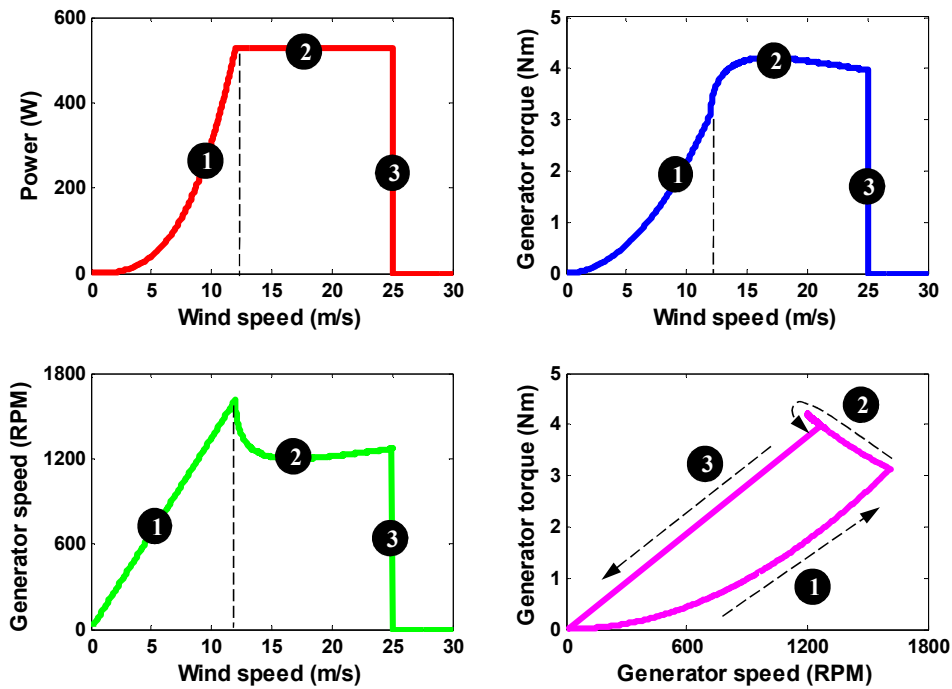 Power (W)
600
400
200
0
1
2
3
0 5 10 15 20 25 30
Wind speed (m/s)
Generator torque (Nm)
5
4
3
2
1
0
1
2
3
0 5 10 15 20 25 30
Wind speed (m/s)
Generator speed (RPM)
1800
1200
600
0
1
2
3
0 5 10 15 20 25 30
Wind speed (m/s)
Generator torque (Nm)
5
4
3
2
1
0
1
2
3
0 600 1200 1800
Generator speed (RPM)